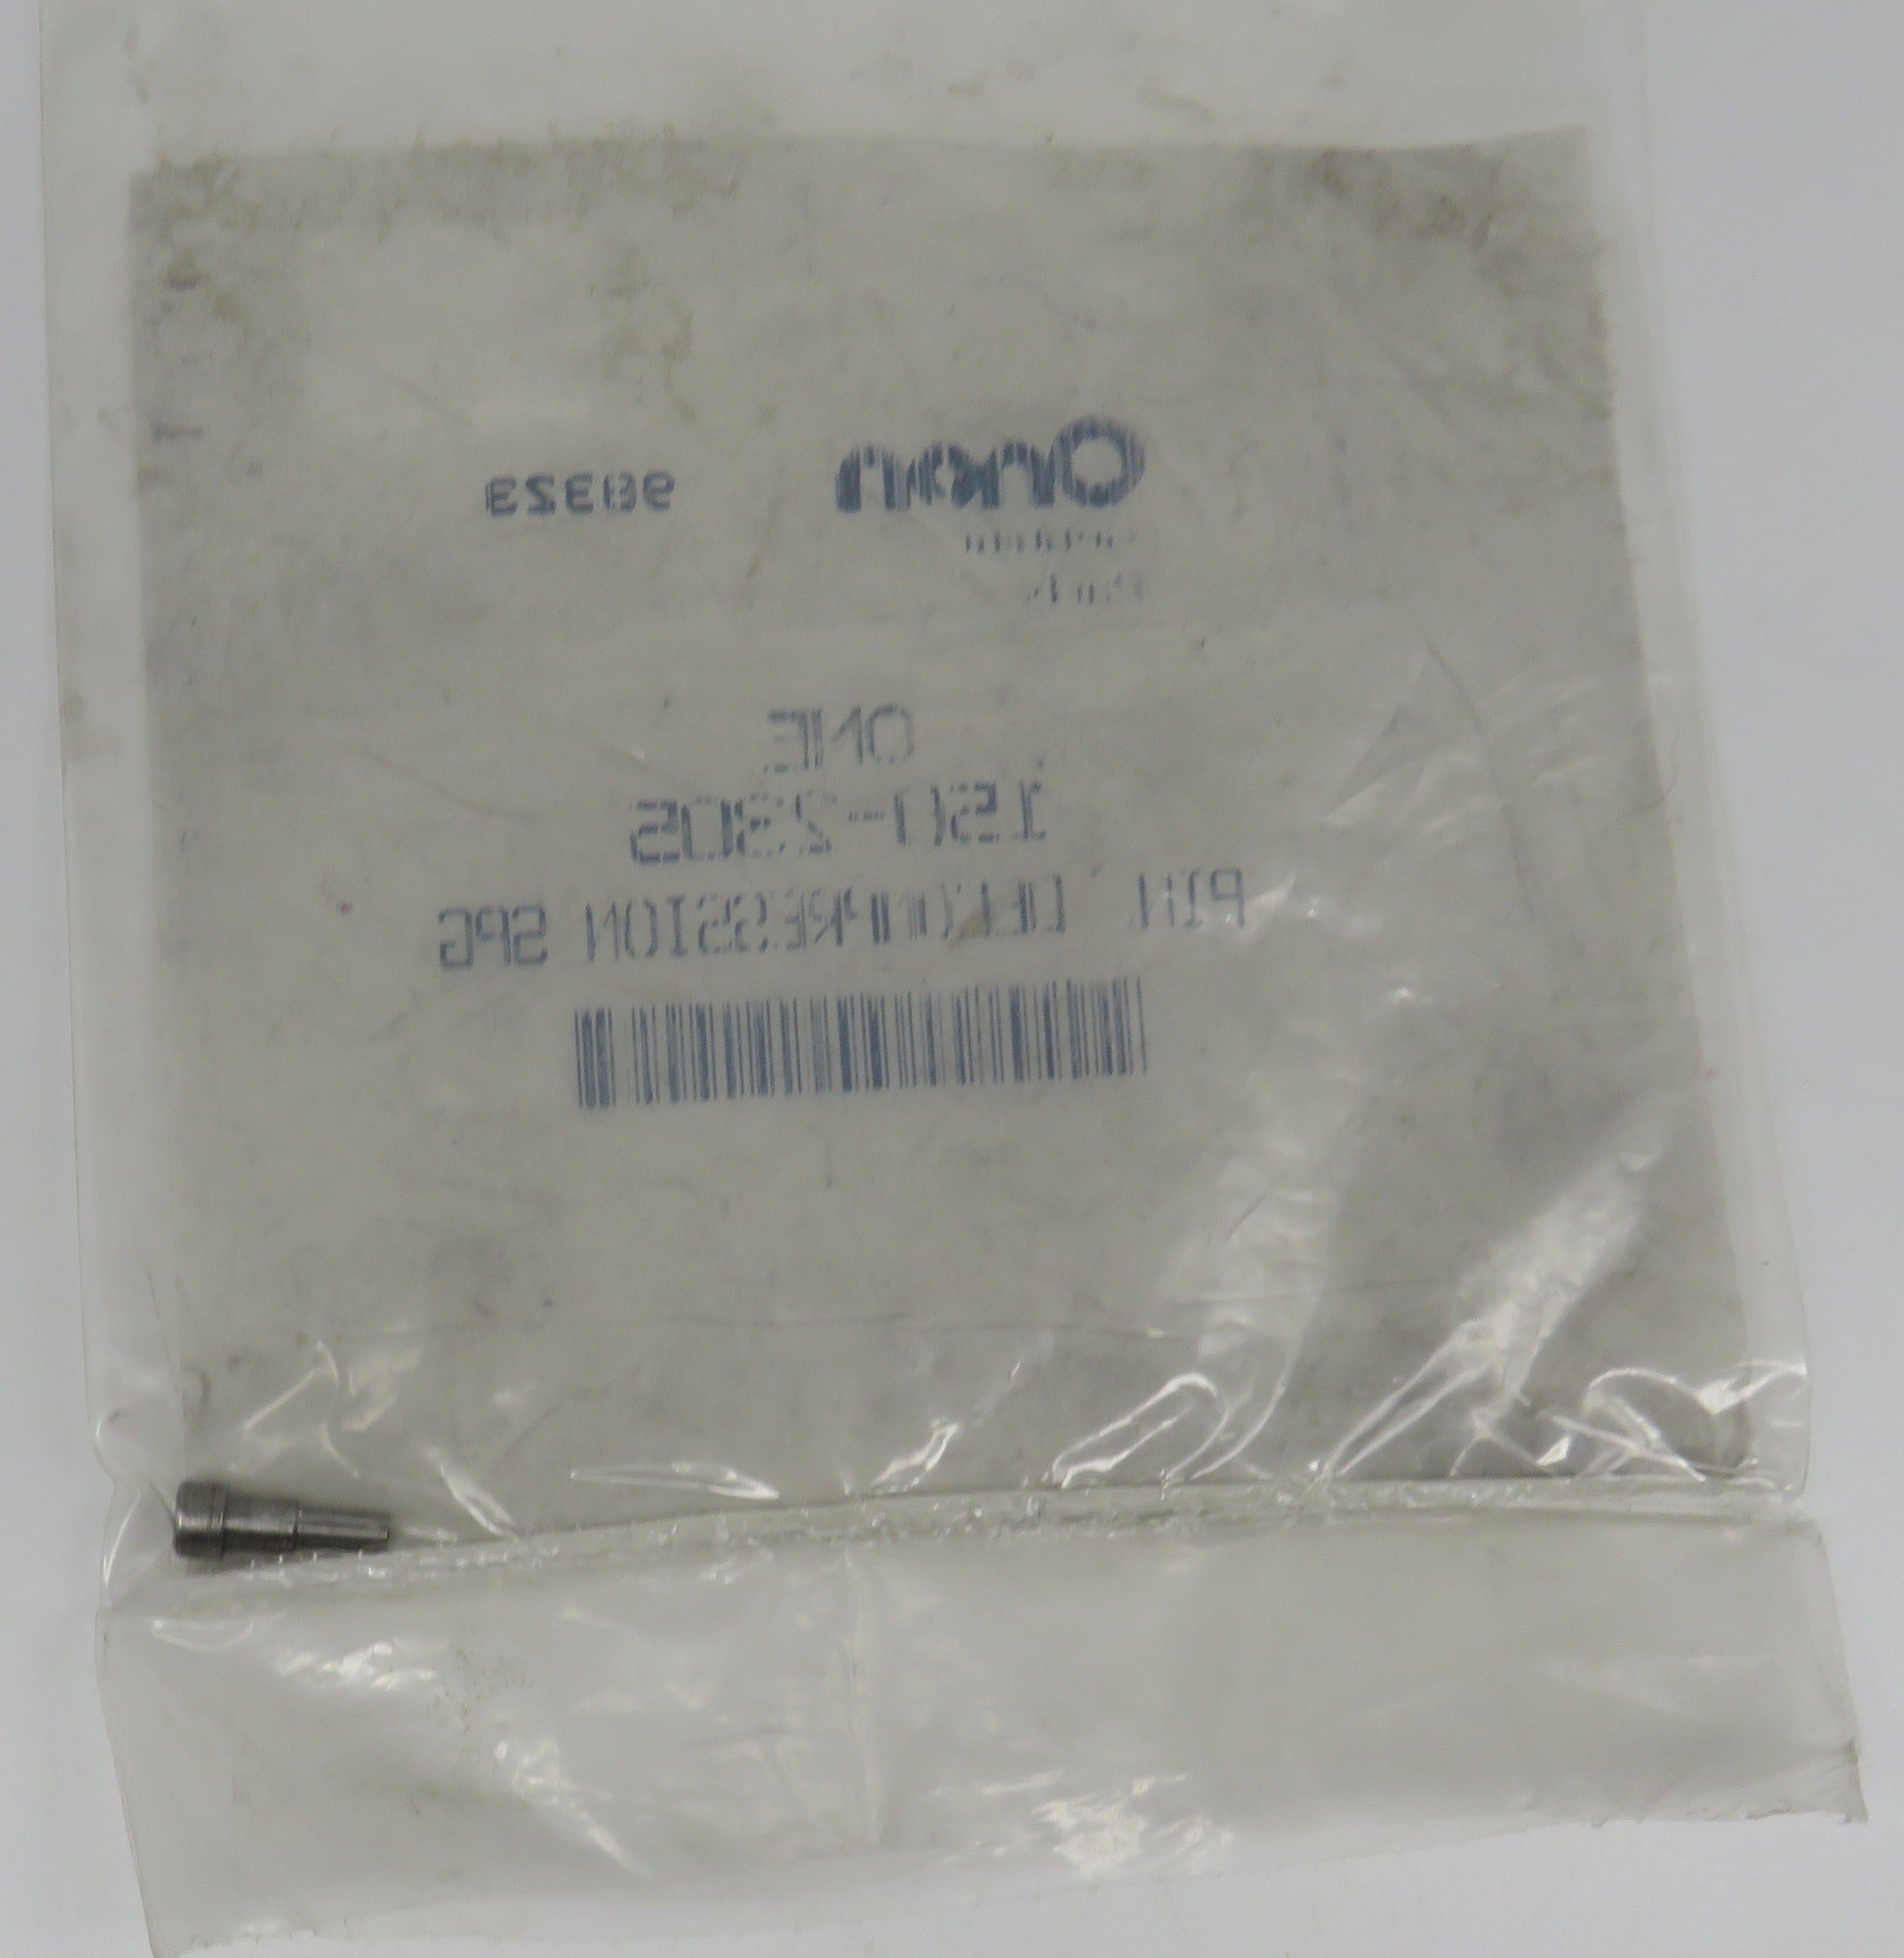 Onan 98323
ONE
150-2305
PIN, DECOMPRESSION SPG